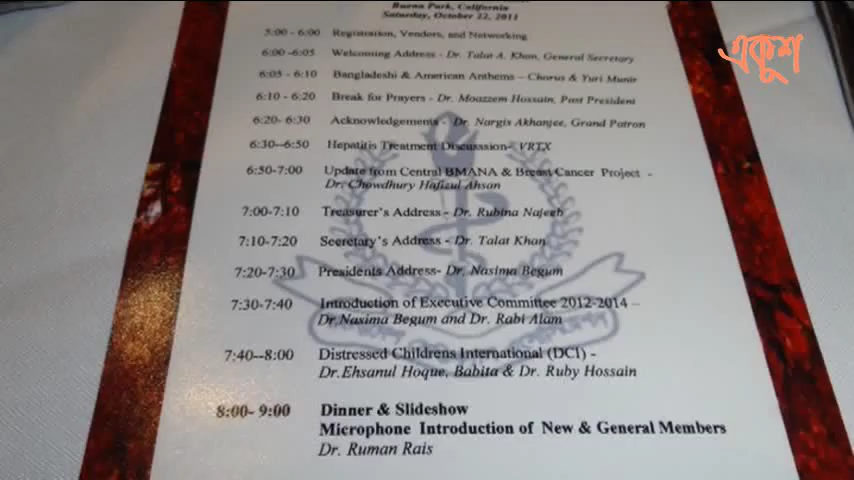 Buena Park, California
Saturday, October 22, 2011
একুশ
5:00 - 6:00 Registration, Vendors, and Networking
6:00 -6:05 Welcoming Address - Dr. Talat A. Khan, General Secretary
6:05 - 6:10 Bangladeshi & American Anthems – Chorus & Yuri Munir
6:10 - 6:20 Break for Prayers - Dr. Moazzem Hossain, Past President
6:20- 6:30 Acknowledgements - Dr. Nargis Akhanjee, Grand Patron
6:30--6:50 Hepatitis Treatment Discusssion- VRTX
6:50-7:00 Update from Central BMANA & Breast Cancer Project -
Dr. Chowdhury Hafizul Ahsan
7:00-7:10 Treasurer's Address - Dr. Rubina Najeeb
7:10-7:20 Secretary's Address - Dr. Talat Khan
7:20-7:30 Presidents Address- Dr. Nasima Begum
7:30-7:40 Introduction of Executive Committee 2012-2014 –
Dr.Nasima Begum and Dr. Rabi Alam
7:40--8:00 Distressed Childrens International (DCI) -
Dr.Ehsanul Hoque, Babita & Dr. Ruby Hossain
8:00- 9:00 Dinner & Slideshow
Microphone Introduction of New & General Members
Dr. Ruman Rais